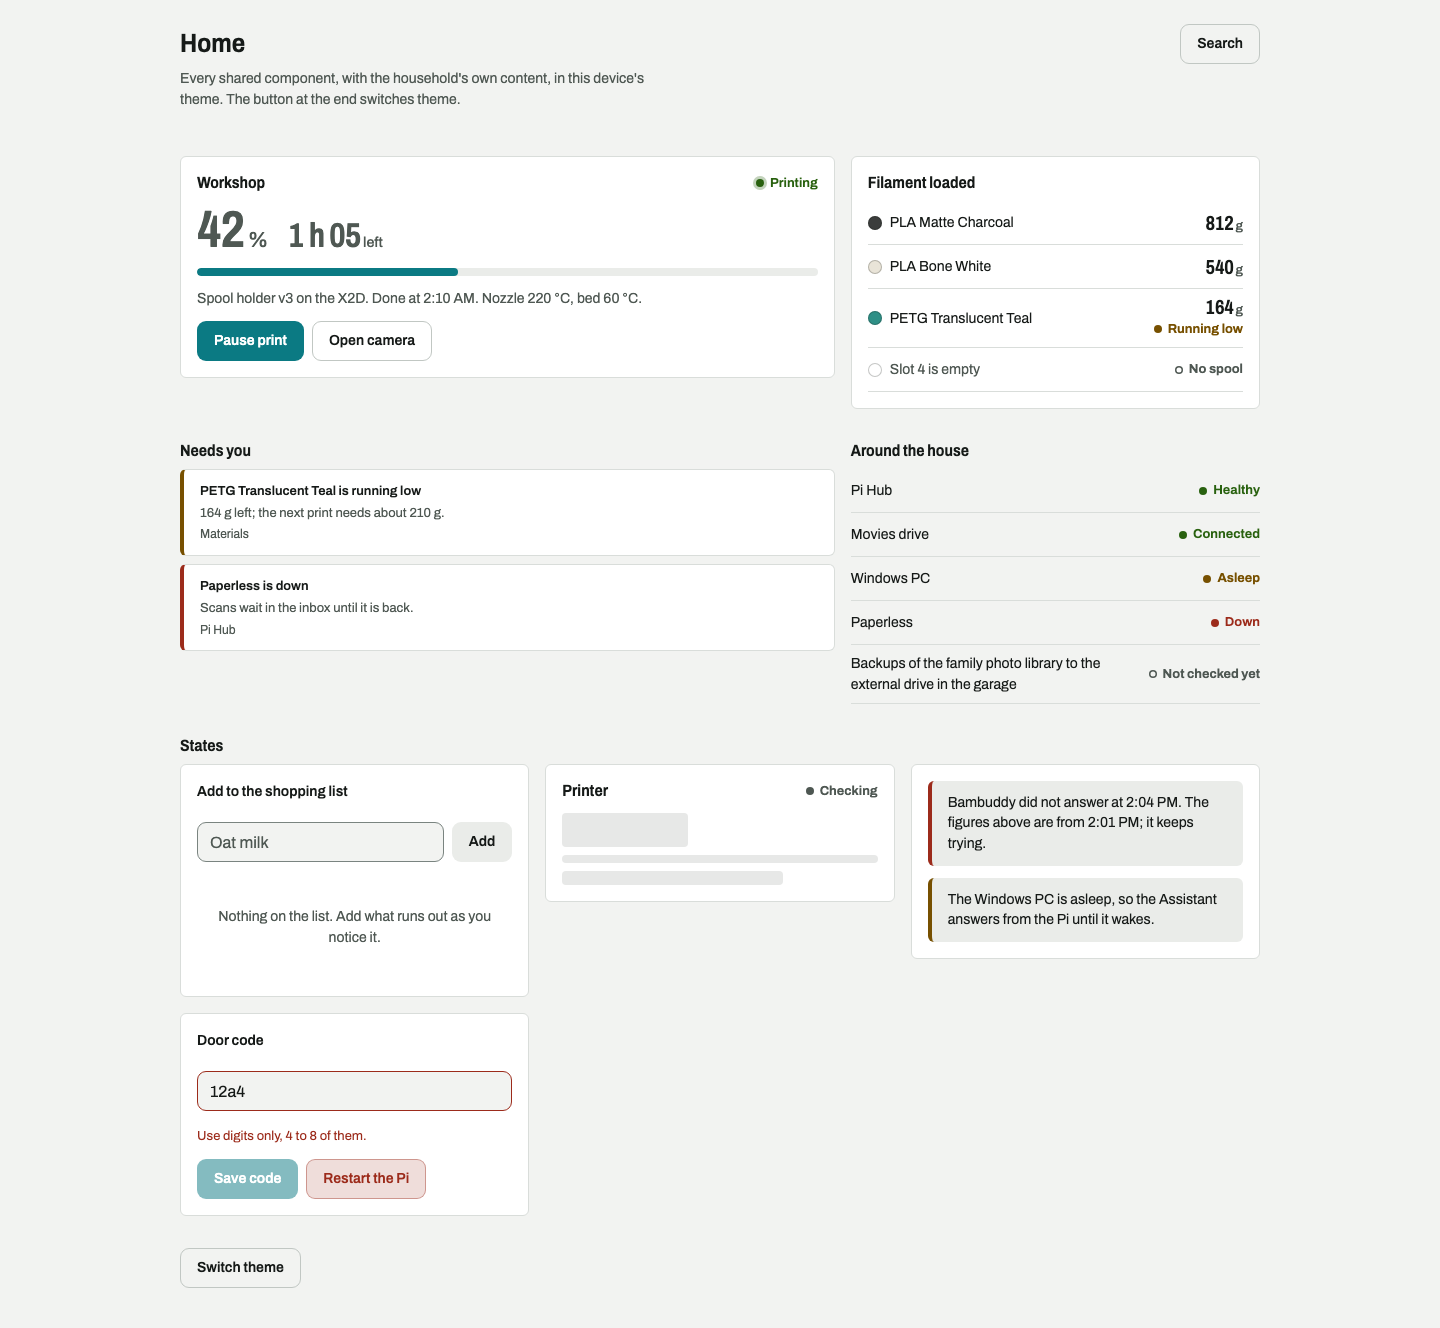 Home
Search
Every shared component, with the household's own content, in this device's
theme. The button at the end switches theme.
Workshop
Printing
42 % 1 h 05 left
Spool holder v3 on the X2D. Done at 2:10 AM. Nozzle 220 °C, bed 60 °C.
Pause print
Open camera
Filament loaded
PLA Matte Charcoal
812 g
PLA Bone White
540 g
PETG Translucent Teal
164 g
Running low
Slot 4 is empty
No spool
Needs you
PETG Translucent Teal is running low
164 g left; the next print needs about 210 g.
Materials
Paperless is down
Scans wait in the inbox until it is back.
Pi Hub
Around the house
Pi Hub
Healthy
Movies drive
Connected
Windows PC
Asleep
Paperless
Down
Backups of the family photo library to the
external drive in the garage
Not checked yet
States
Add to the shopping list
Oat milk
Add
Nothing on the list. Add what runs out as you
notice it.
Printer
Checking
Bambuddy did not answer at 2:04 PM. The
figures above are from 2:01 PM; it keeps
trying.
The Windows PC is asleep, so the Assistant
answers from the Pi until it wakes.
Door code
12a4
Use digits only, 4 to 8 of them.
Save code
Restart the Pi
Switch theme